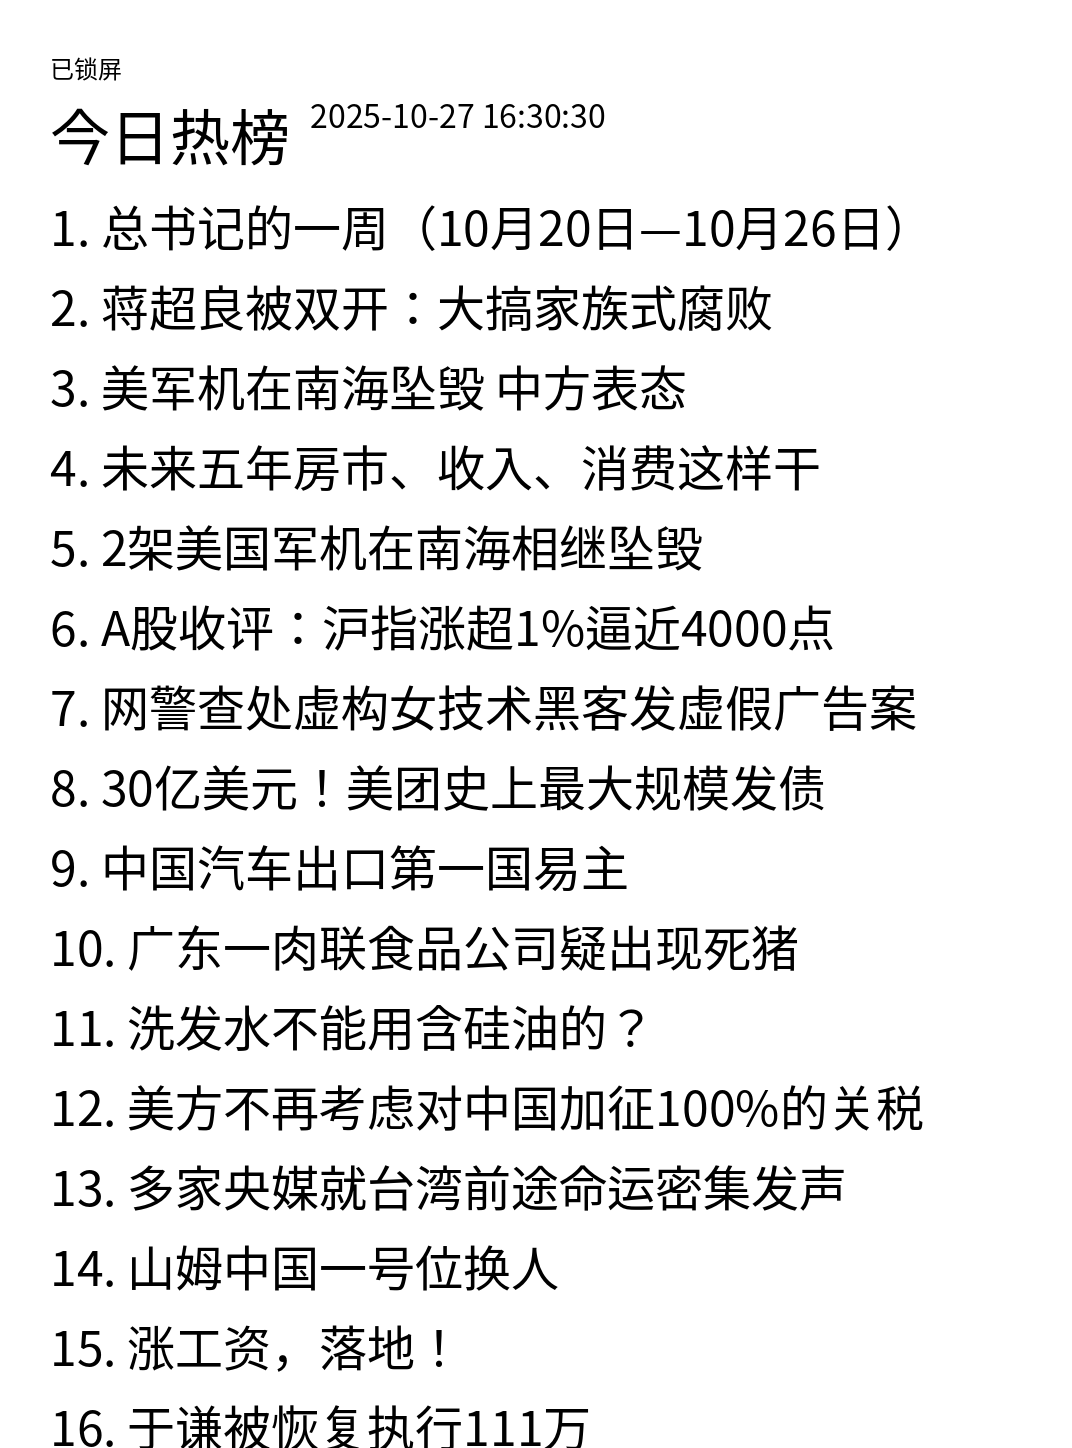 已锁屏
今日热榜 2025-10-27 16:30:30
1. 总书记的一周（10月20日—10月26日）
2. 蒋超良被双开：大搞家族式腐败
3. 美军机在南海坠毁 中方表态
4. 未来五年房市、收入、消费这样干
5. 2架美国军机在南海相继坠毁
6. A股收评：沪指涨超1%逼近4000点
7. 网警查处虚构女技术黑客发虚假广告案
8. 30亿美元！美团史上最大规模发债
9. 中国汽车出口第一国易主
10. 广东一肉联食品公司疑出现死猪
11. 洗发水不能用含硅油的？
12. 美方不再考虑对中国加征100%的关税
13. 多家央媒就台湾前途命运密集发声
14. 山姆中国一号位换人
15. 涨工资，落地！
16. 于谦被恢复执行111万